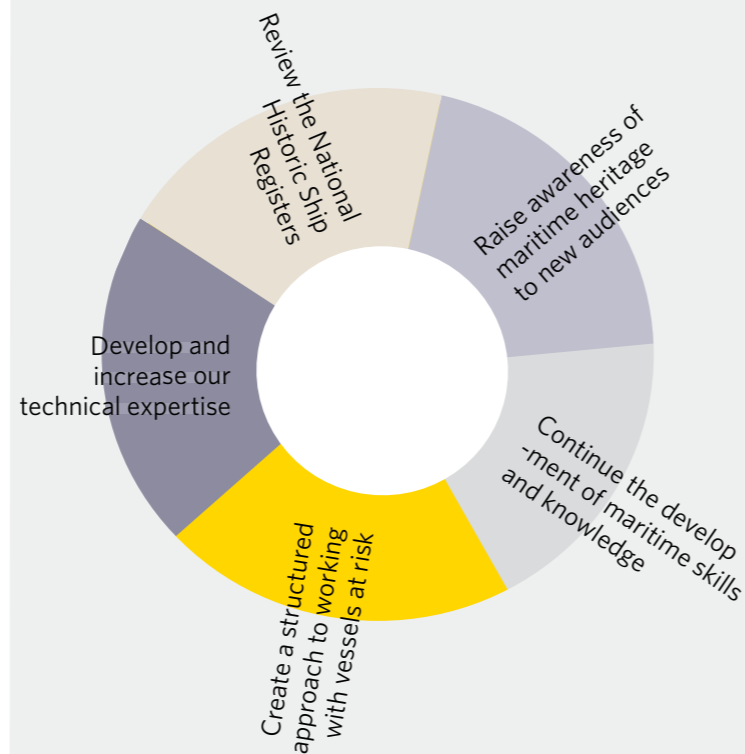 Review the National
Historic Ship
Registers
Raise awareness of
maritime heritage
to new audiences
Continue the develop
-ment of maritime skills
and knowledge
Create a structured
approach to working
with vessels at risk
Develop and
increase our
technical expertise